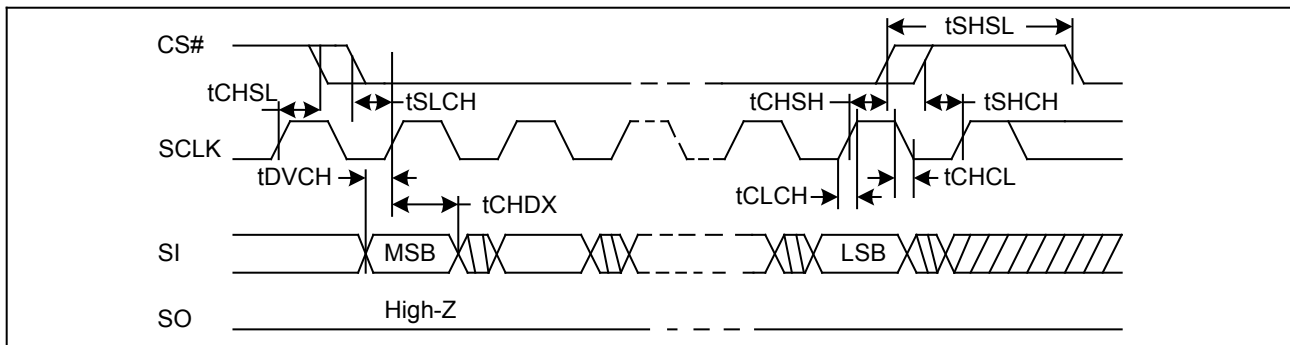 tSHSL
CS#
tCHSL
tSLCH
tCHSH
tSHCH
SCLK
tDVCH
tCHDX
tCLCH
tCHCL
SI
MSB
LSB
SO
High-Z